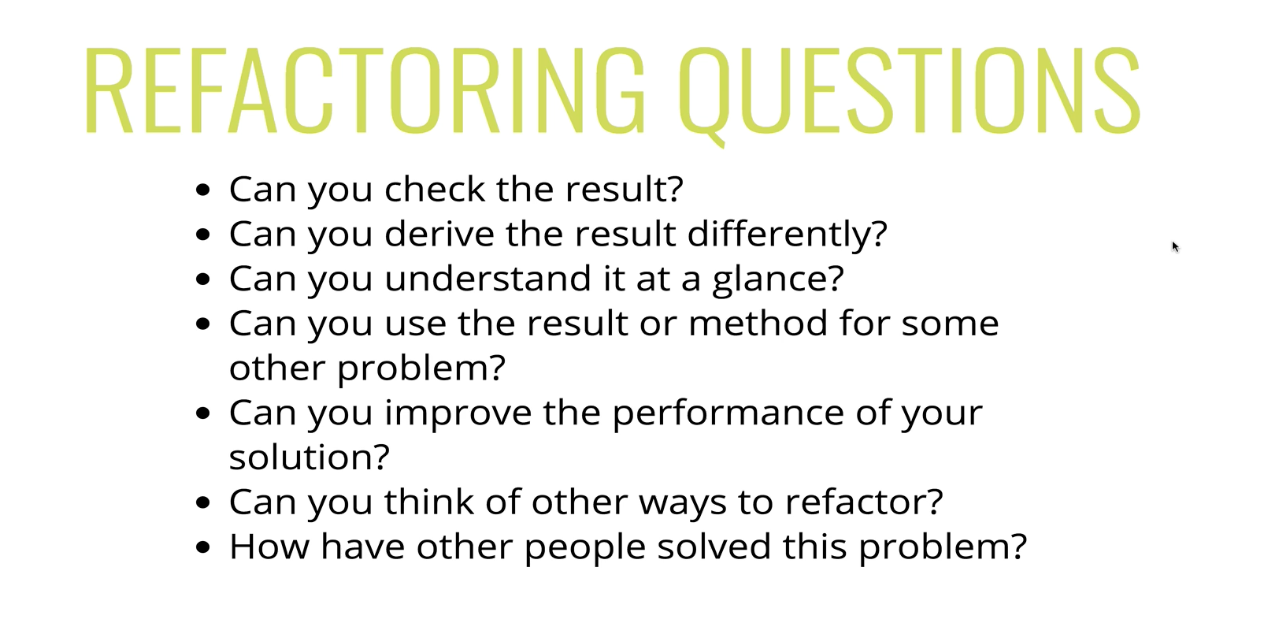 REFACTORING QUESTIONS
• Can you check the result?
• Can you derive the result differently?
• Can you understand it at a glance?
• Can you use the result or method for some
other problem?
• Can you improve the performance of your
solution?
• Can you think of other ways to refactor?
• How have other people solved this problem?